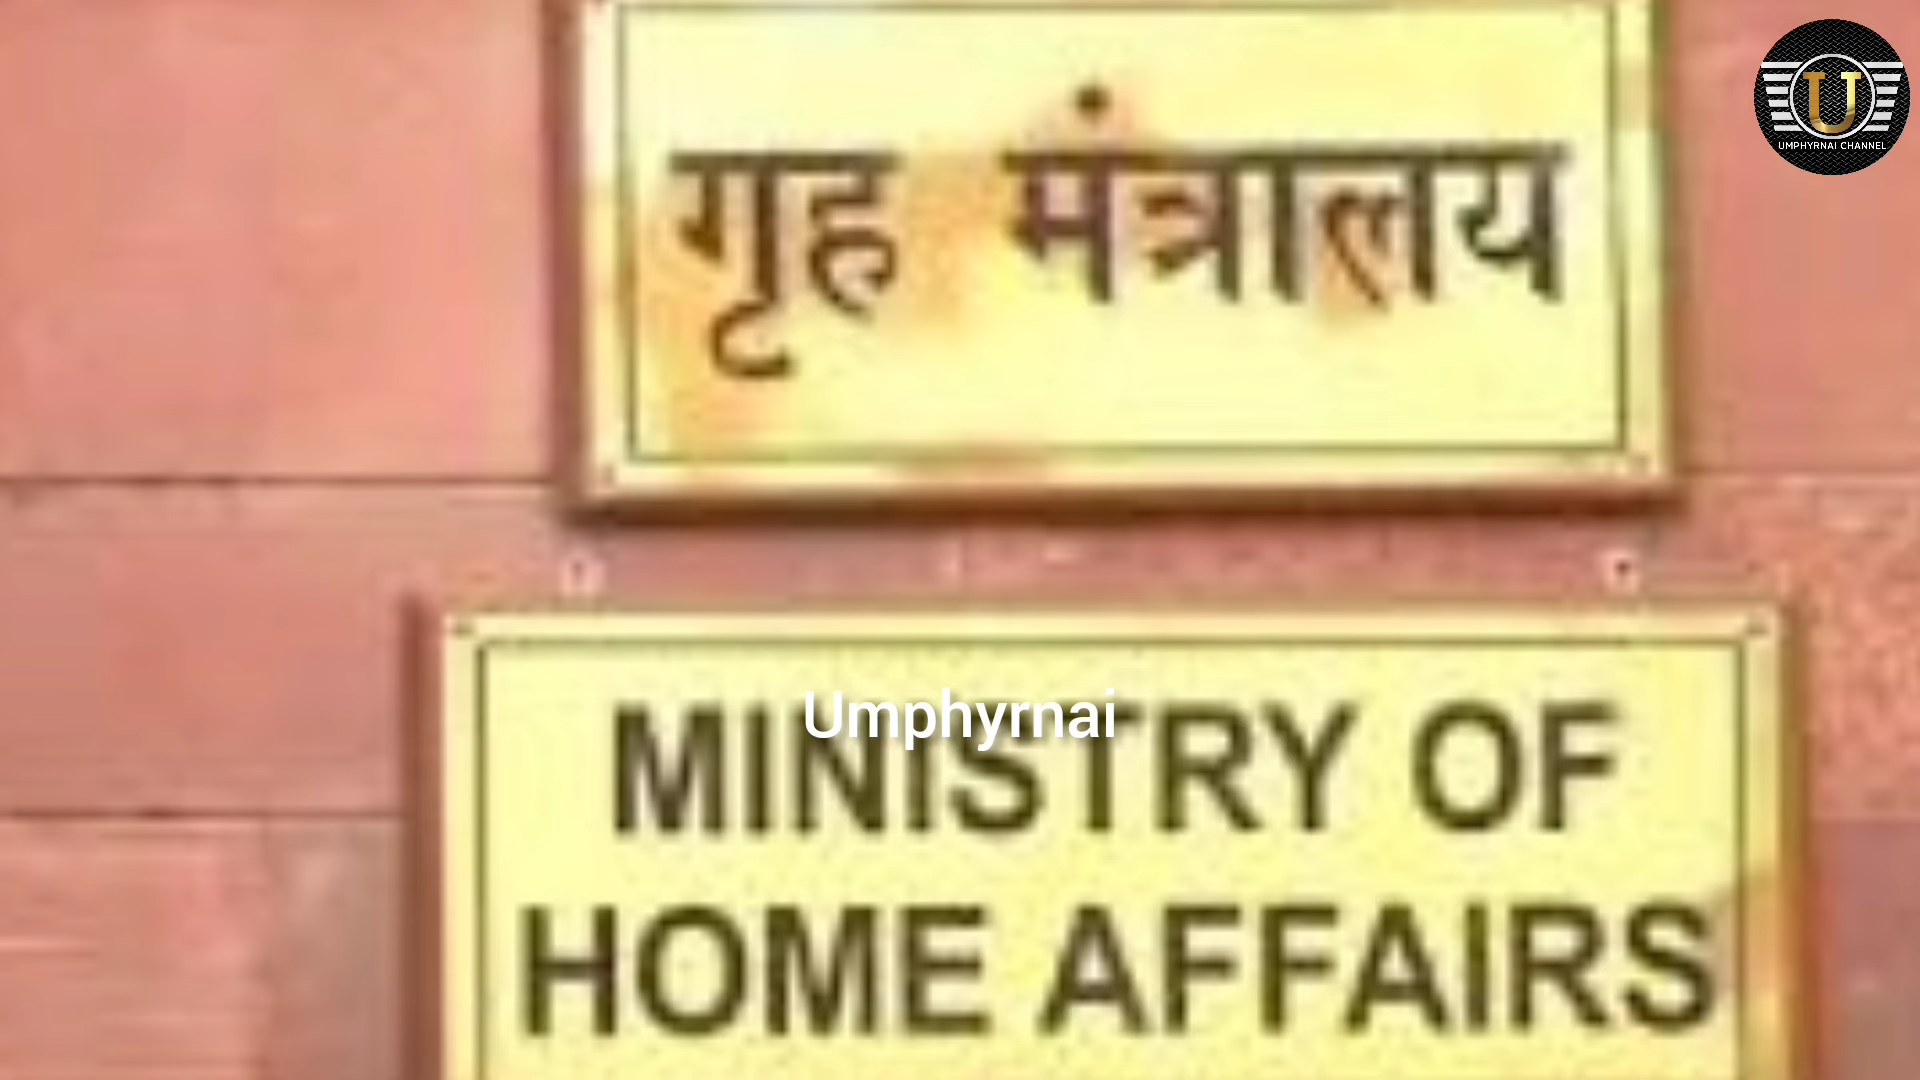 U
UMPHYRNAI CHANNEL
गृह मंत्रालय
Umphyrnai
MINISTRY OF
HOME AFFAIRS